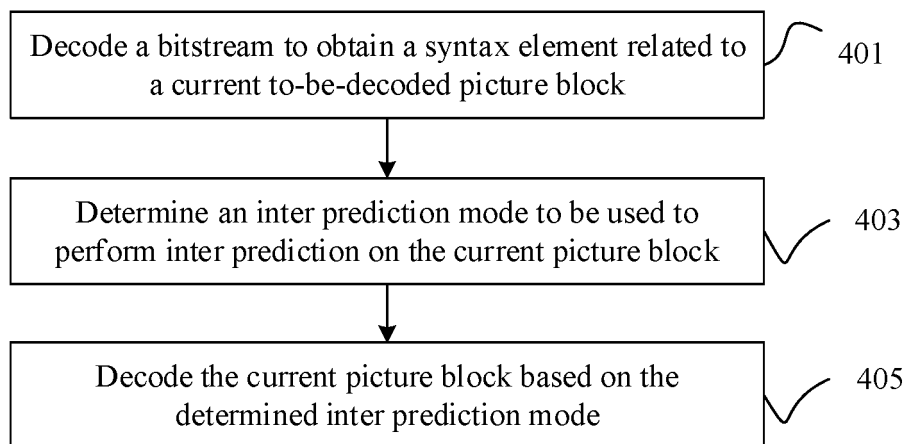 Decode a bitstream to obtain a syntax element related to
a current to-be-decoded picture block
401
Determine an inter prediction mode to be used to
perform inter prediction on the current picture block
403
Decode the current picture block based on the
determined inter prediction mode
405